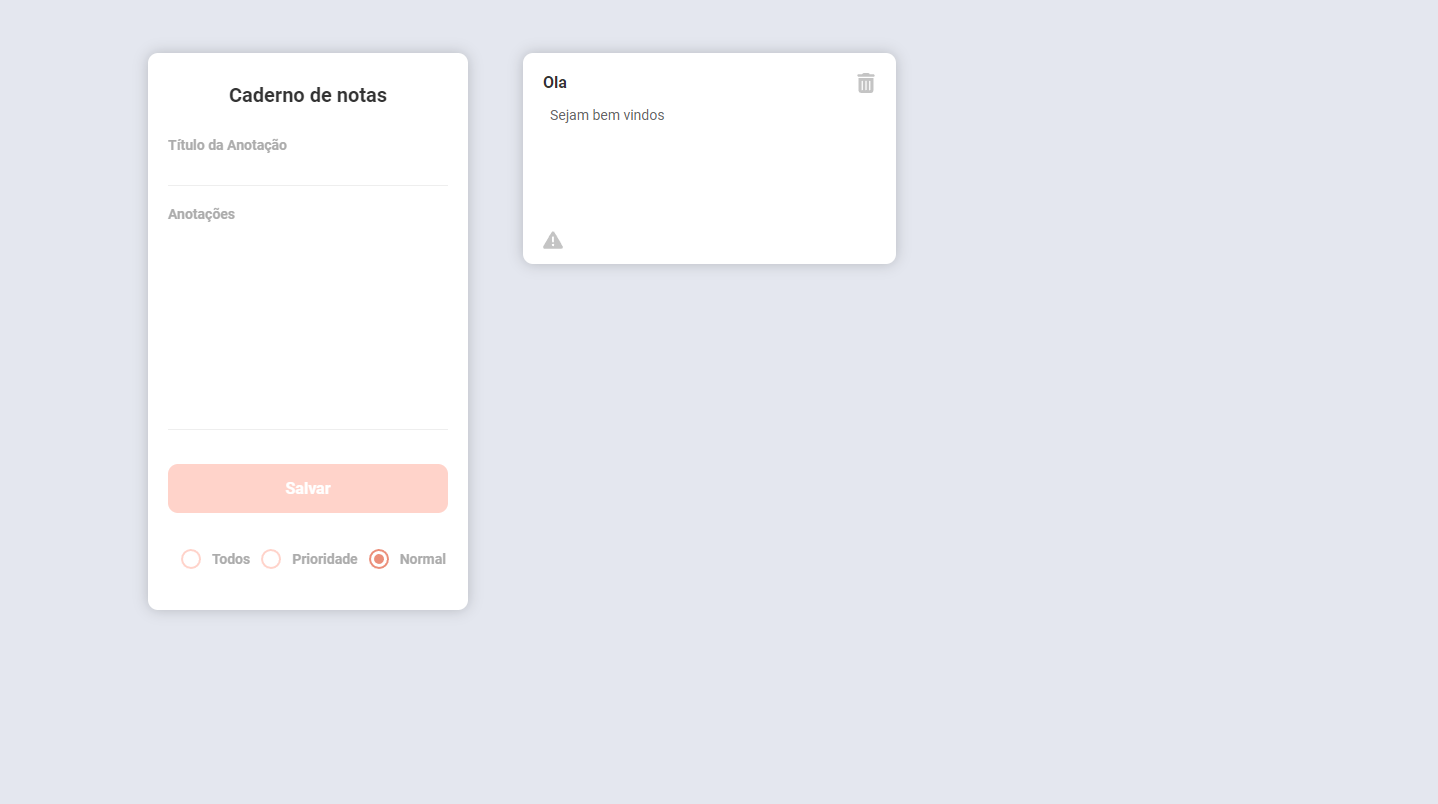 Caderno de notas
Título da Anotação
Anotações
Salvar
Todos
Prioridade
Normal
Ola
Sejam bem vindos